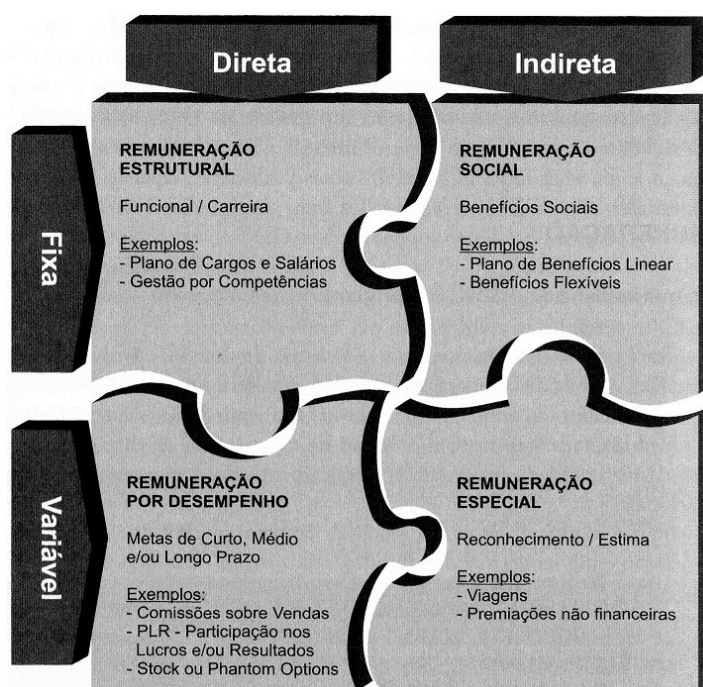 Direta
Indireta
Fixa
REMUNERAÇÃO
ESTRUTURAL
Funcional / Carreira
Exemplos:
- Plano de Cargos e Salários
- Gestão por Competências
REMUNERAÇÃO
SOCIAL
Benefícios Sociais
Exemplos:
- Plano de Benefícios Linear
- Benefícios Flexíveis
Variável
REMUNERAÇÃO
POR DESEMPENHO
Metas de Curto, Médio
e/ou Longo Prazo
Exemplos:
- Comissões sobre Vendas
- PLR - Participação nos
Lucros e/ou Resultados
- Stock ou Phantom Options
REMUNERAÇÃO
ESPECIAL
Reconhecimento / Estima
Exemplos:
- Viagens
- Premiações não financeiras